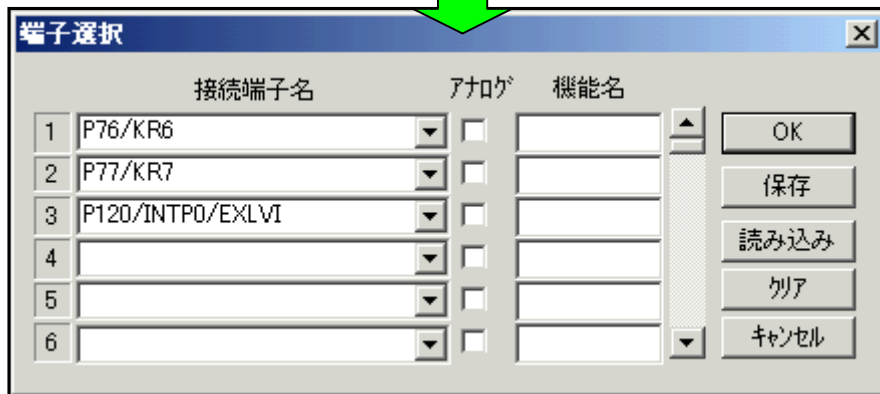 端子選択
接続端子名 ｱﾅﾛｸﾞ 機能名
1 P76/KR6 OK
2 P77/KR7 保存
3 P120/INTP0/EXLVI 読み込み
4
5 ｸﾘｱ
6 ｷｬﾝｾﾙ